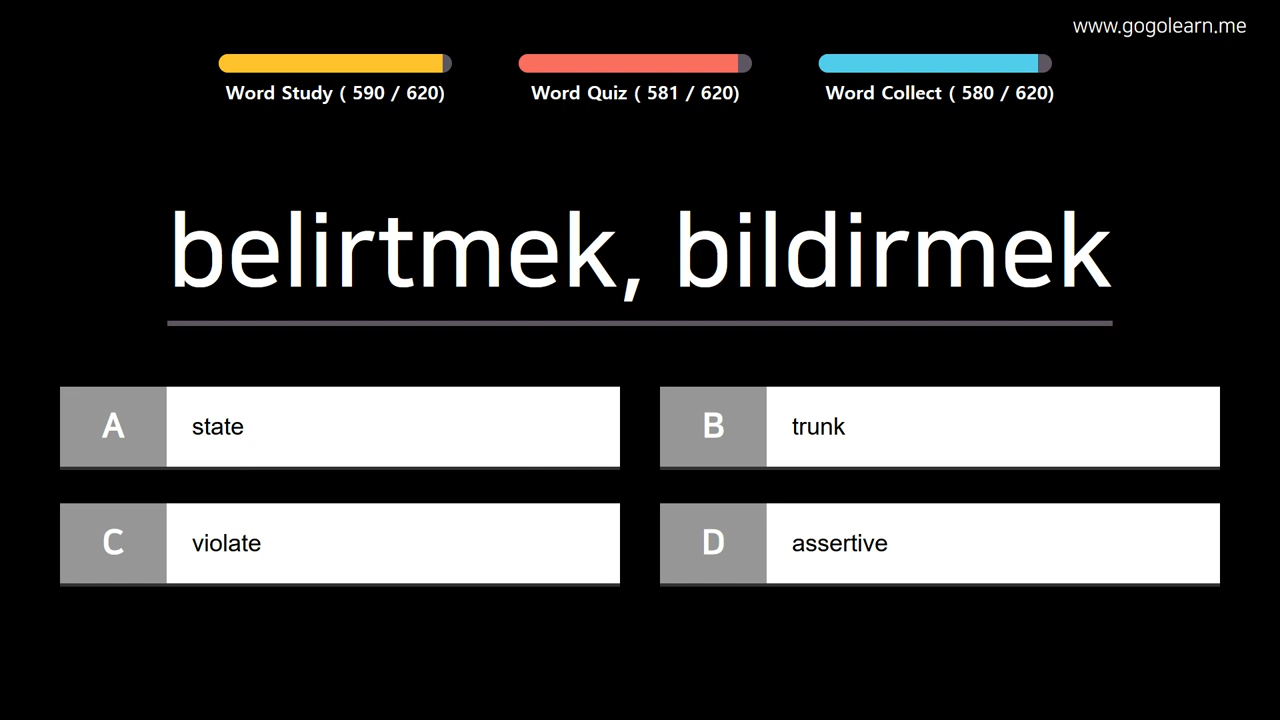 www.gogolearn.me
Word Study ( 590 / 620)
Word Quiz ( 581 / 620)
Word Collect ( 580 / 620)
belirtmek, bildirmek
A state
B trunk
C violate
D assertive